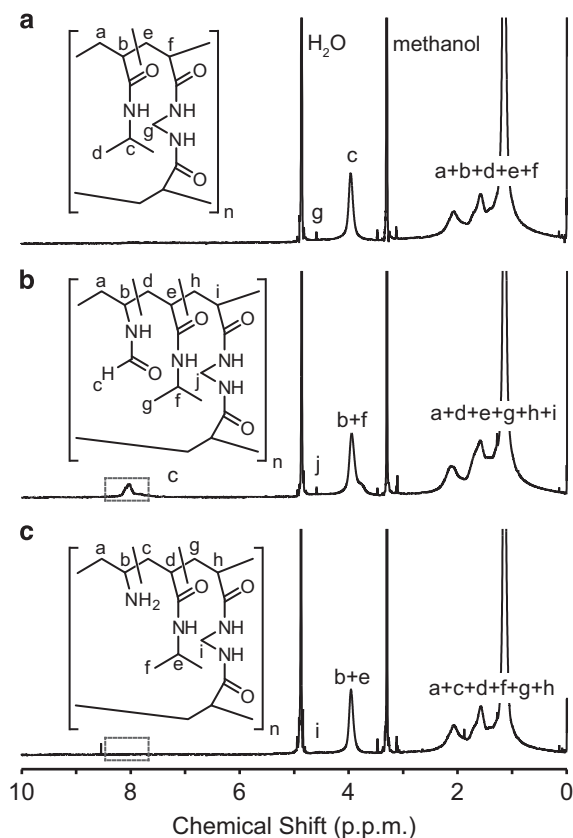 a
a e
b f
O O
NH NH
g NH
d c
O
n
H₂O methanol
g
c
a+b+d+e+f
b
a d h
b e i
NH O O
H O NH NH
c
j NH
g f
O
n
c
j
b+f
a+d+e+g+h+i
c
a c g
b d h
NH₂ O O
NH NH
i NH
f e
O
n
i
b+e
a+c+d+f+g+h
10 8 6 4 2 0
Chemical Shift (p.p.m.)